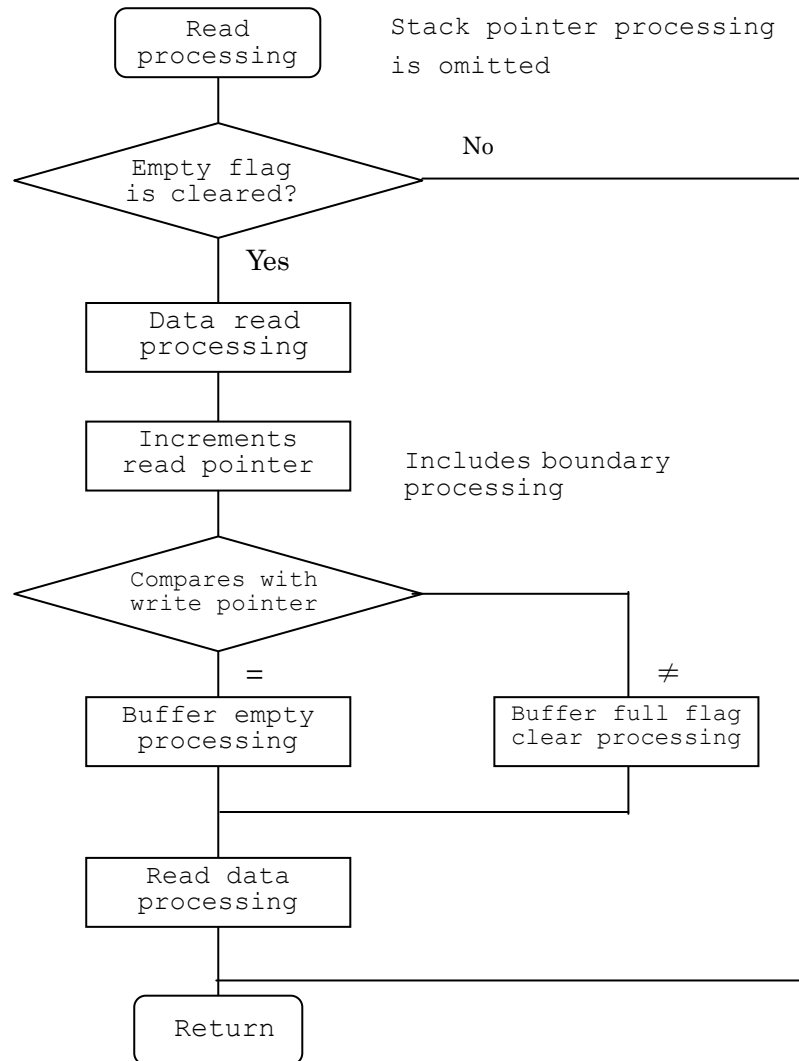 Read
processing
Stack pointer processing
is omitted
No
Empty flag
is cleared?
Yes
Data read
processing
Increments
read pointer
Includes boundary
processing
Compares with
write pointer
=
≠
Buffer empty
processing
Buffer full flag
clear processing
Read data
processing
Return